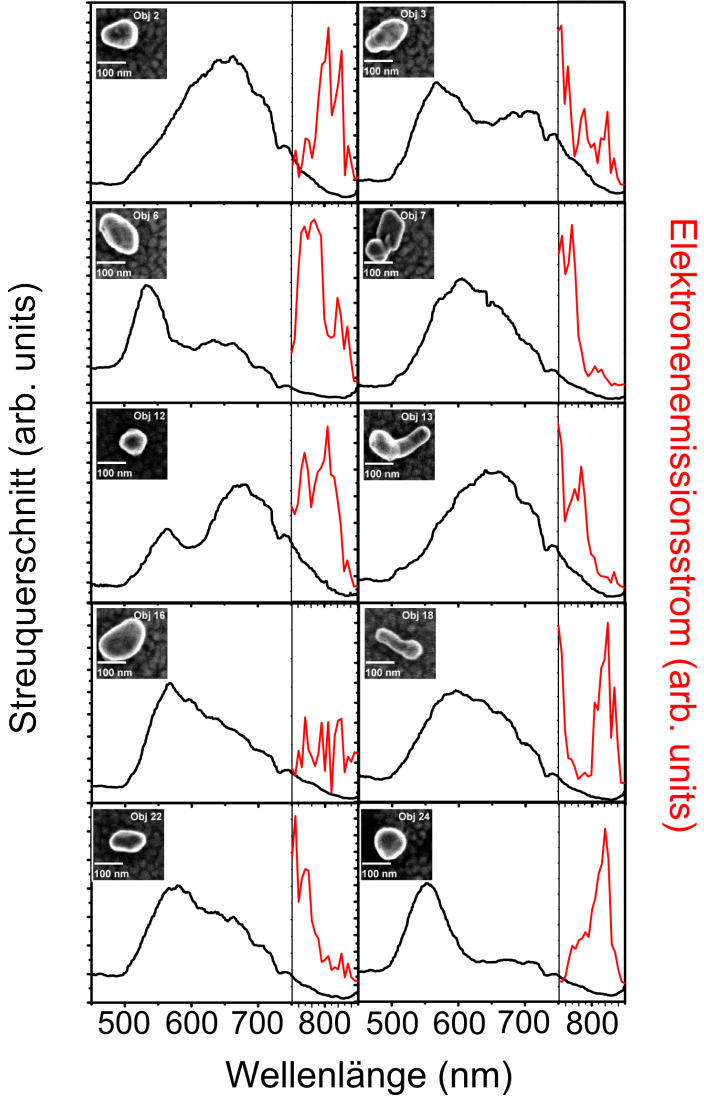 Obj 2
100 nm
Obj 3
100 nm
Obj 6
100 nm
Obj 7
100 nm
Obj 12
100 nm
Obj 13
100 nm
Obj 16
100 nm
Obj 18
100 nm
Obj 22
100 nm
Obj 24
100 nm
Streuquerschnitt (arb. units)
Elektronenemissionsstrom (arb. units)
500 600 700 800 500 600 700 800
Wellenlänge (nm)